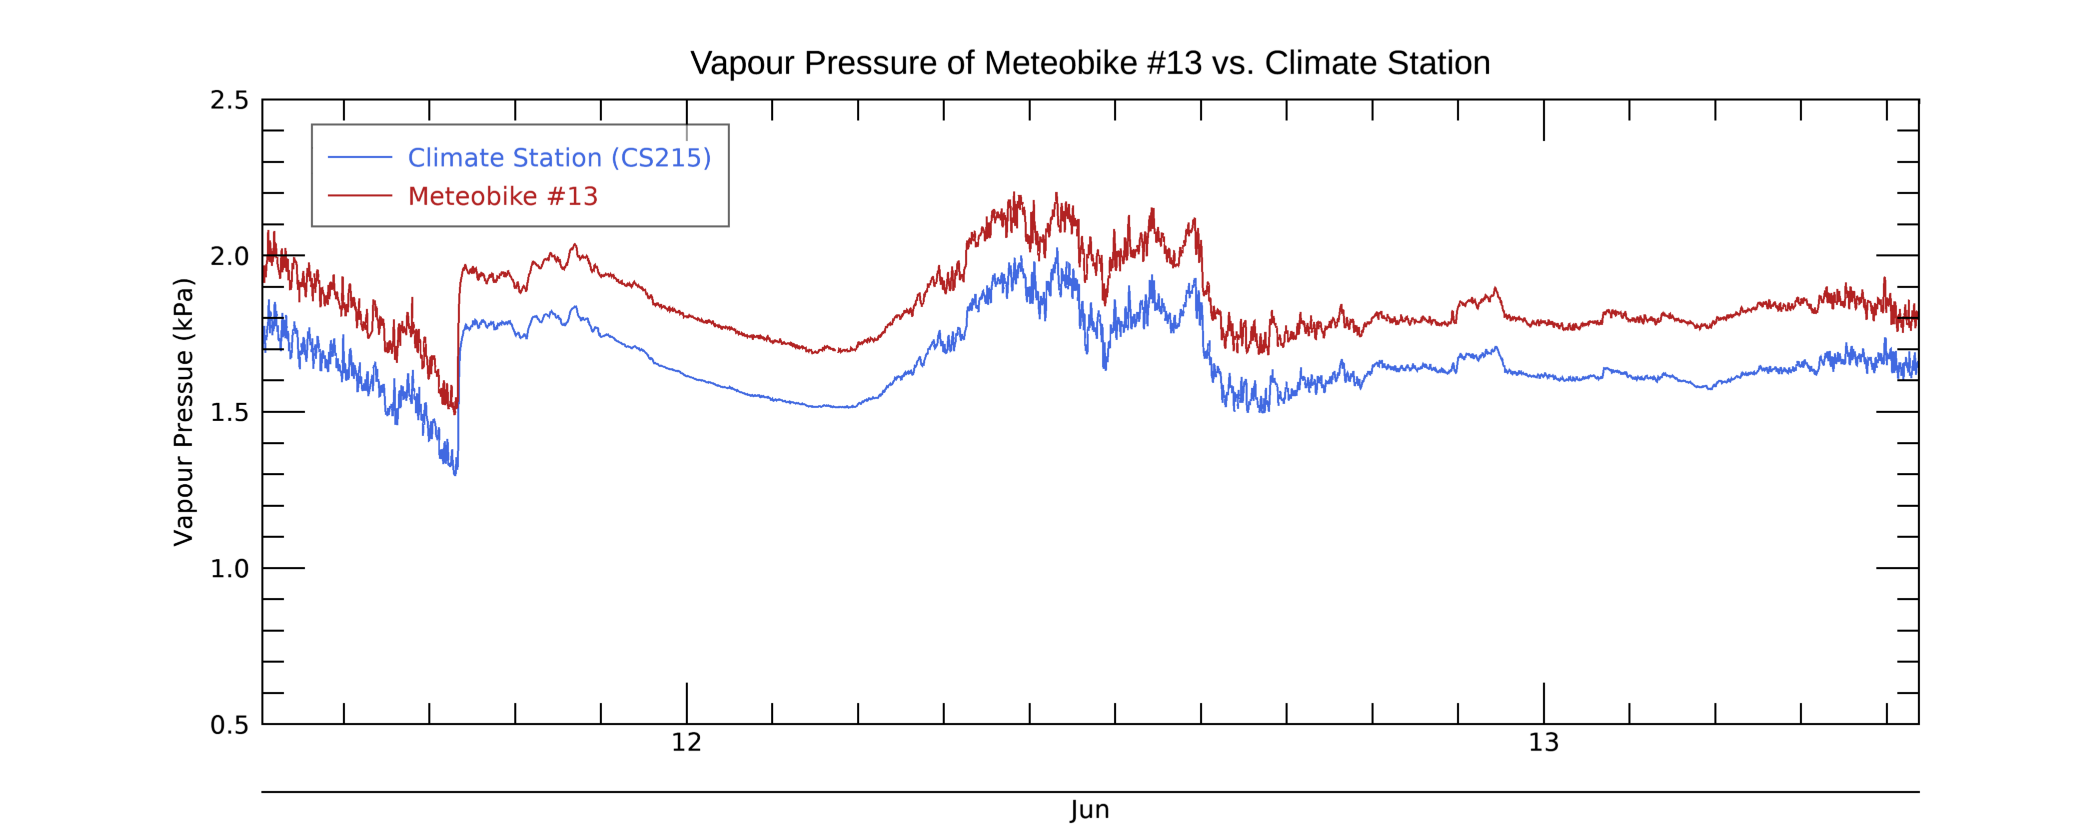 Vapour Pressure of Meteobike #13 vs. Climate Station
2.5
Climate Station (CS215)
Meteobike #13
2.0
1.5
1.0
0.5
Vapour Pressue (kPa)
12
13
Jun